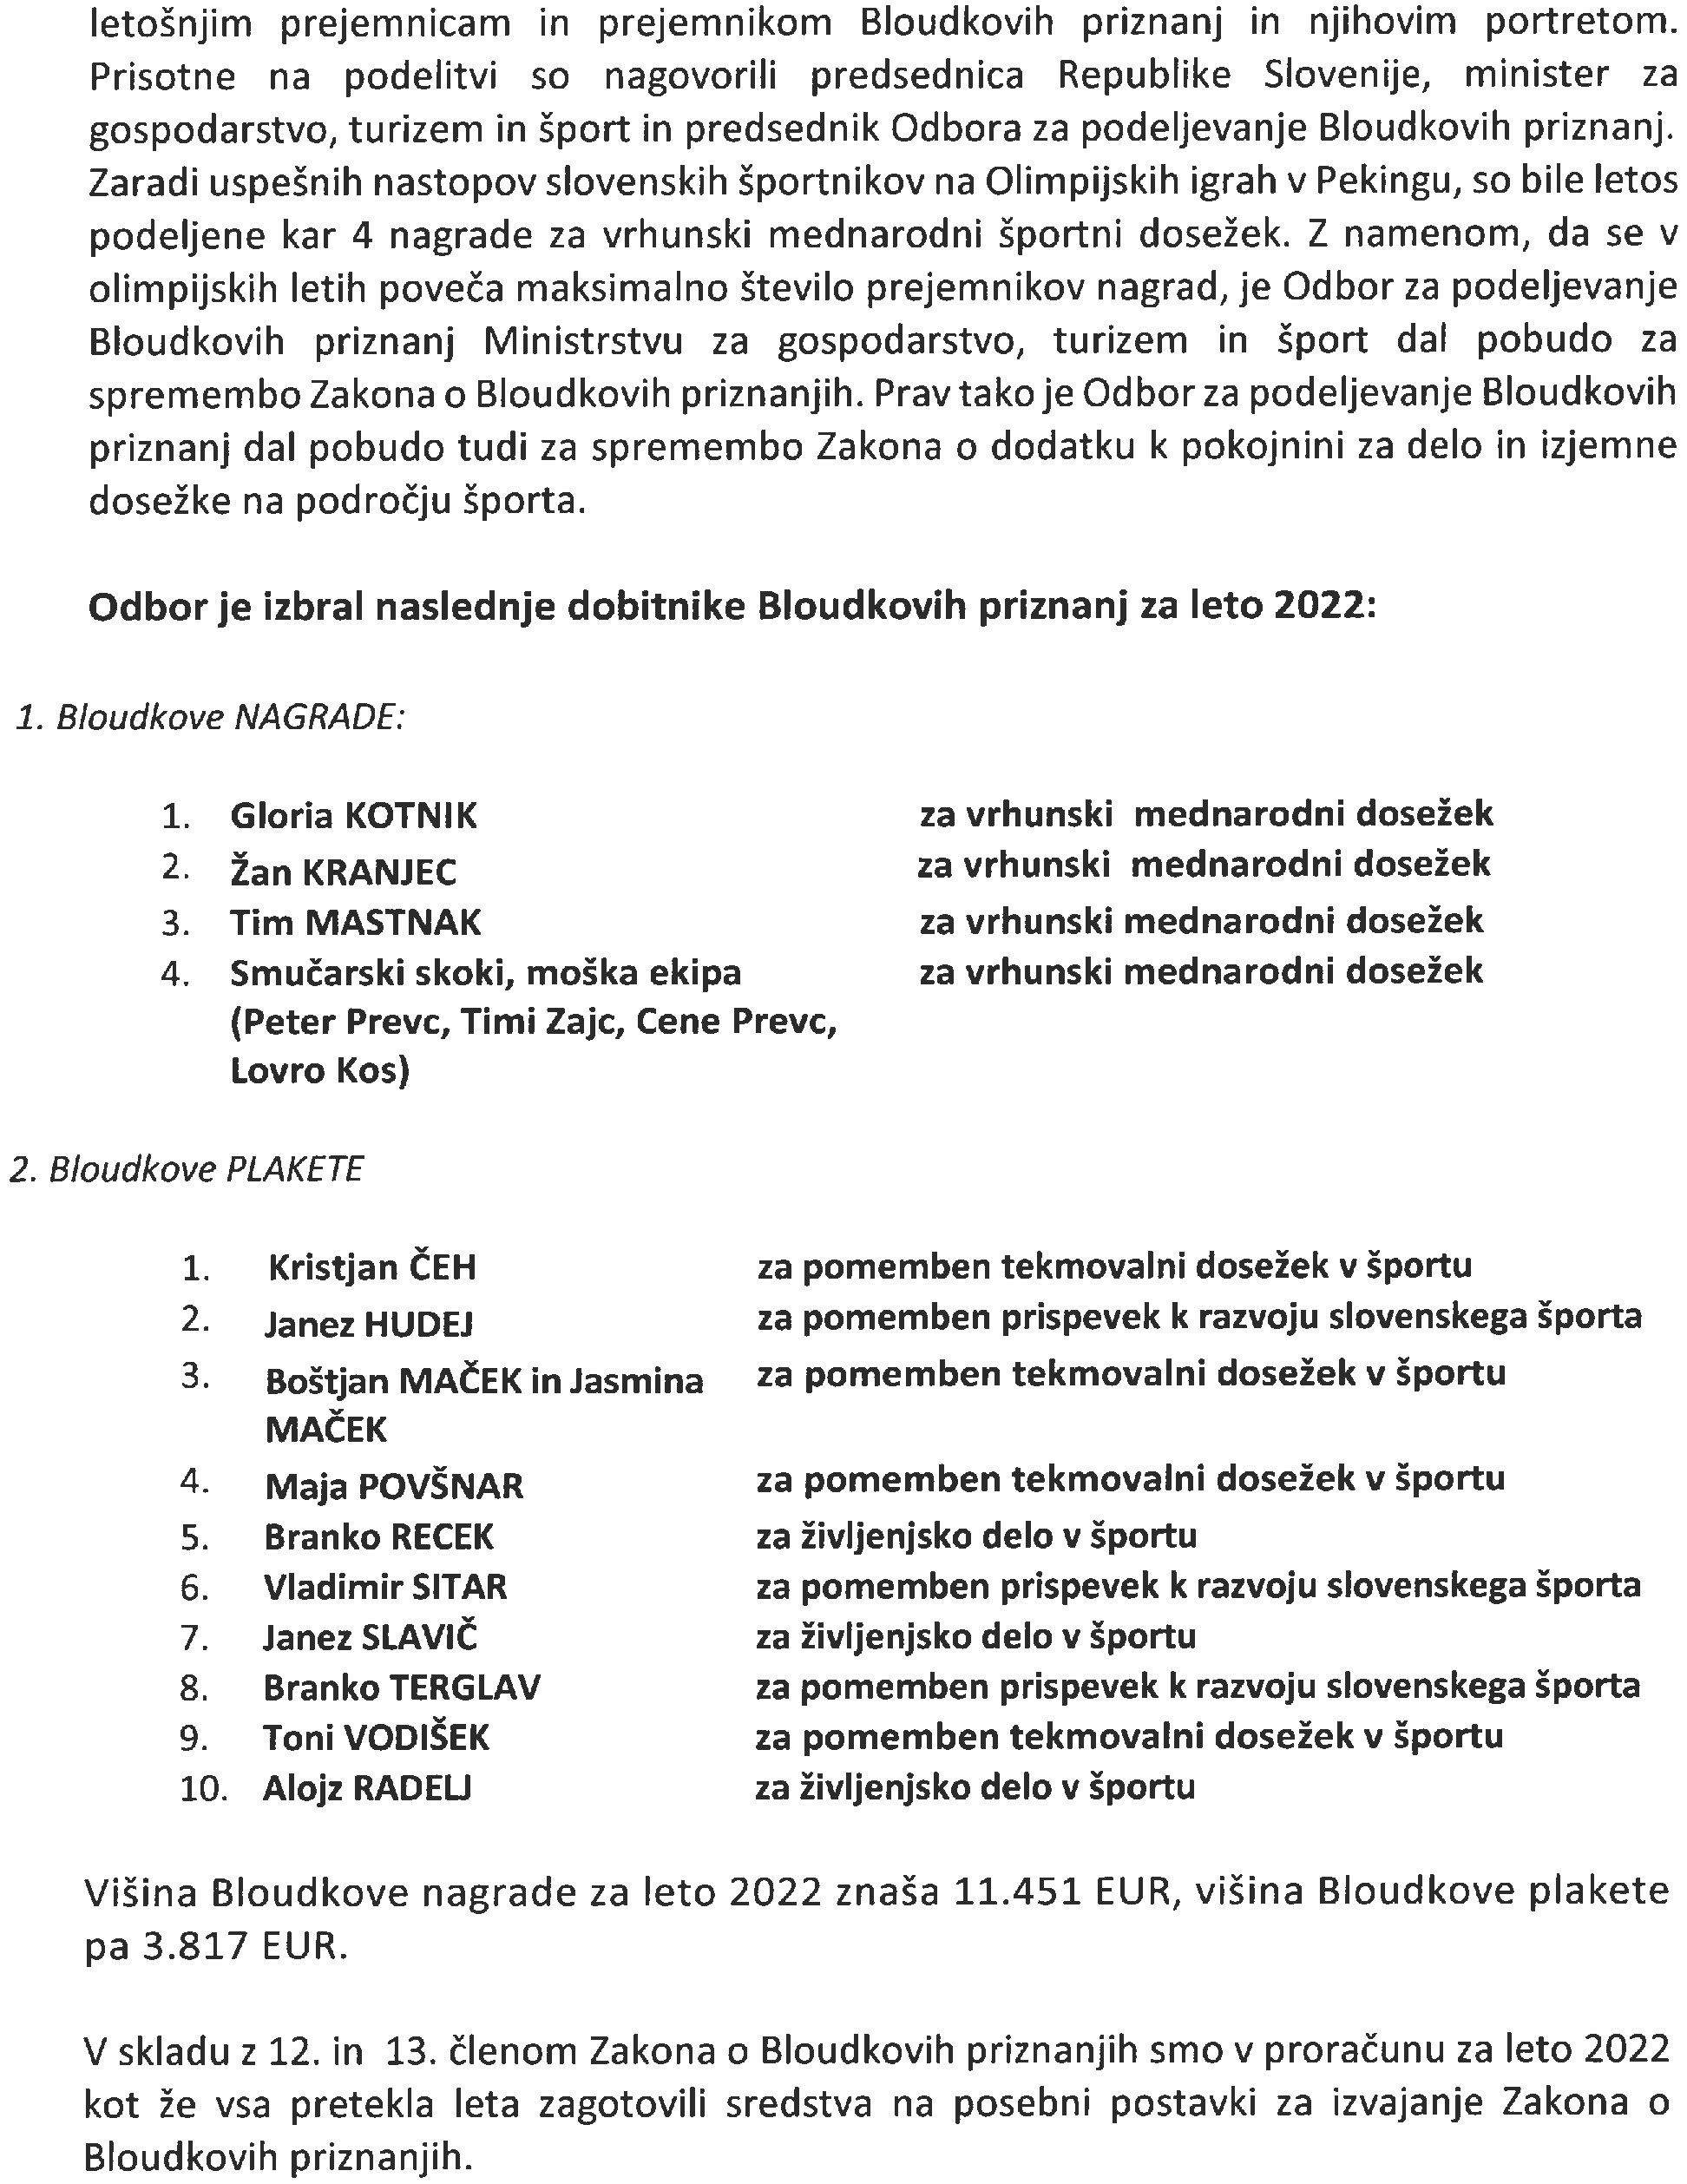 letošnjim prejemnicam in prejemnikom Bloudkovih priznanj in njihovim portretom.
Prisotne na podelitvi so nagovorili predsednica Republike Slovenije, minister za
gospodarstvo, turizem in šport in predsednik Odbora za podeljevanje Bloudkovih priznanj.
Zaradi uspešnih nastopov slovenskih športnikov na Olimpijskih igrah v Pekingu, so bile letos
podeljene kar 4 nagrade za vrhunski mednarodni športni dosežek. Z namenom, da se v
olimpijskih letih poveča maksimalno število prejemnikov nagrad, je Odbor za podeljevanje
Bloudkovih priznanj Ministrstvu za gospodarstvo, turizem in šport dal pobudo za
spremembo Zakona o Bloudkovih priznanjih. Prav tako je Odbor za podeljevanje Bloudkovih
priznanj dal pobudo tudi za spremembo Zakona o dodatku k pokojnini za delo in izjemne
dosežke na področju športa.
Odbor je izbral naslednje dobitnike Bloudkovih priznanj za leto 2022:
1. Bloudkove NAGRADE:
1. Gloria KOTNIK za vrhunski mednarodni dosežek
2. Žan KRANJEC za vrhunski mednarodni dosežek
3. Tim MASTNAK za vrhunski mednarodni dosežek
4. Smučarski skoki, moška ekipa za vrhunski mednarodni dosežek
(Peter Prevc, Timi Zajc, Cene Prevc,
Lovro Kos)
2. Bloudkove PLAKETE
1. Kristjan ČEH za pomemben tekmovalni dosežek v športu
2. Janez HUDEJ za pomemben prispevek k razvoju slovenskega športa
3. Boštjan MAČEK in Jasmina za pomemben tekmovalni dosežek v športu
MAČEK
4. Maja POVŠNAR za pomemben tekmovalni dosežek v športu
5. Branko RECEK za življenjsko delo v športu
6. Vladimir SITAR za pomemben prispevek k razvoju slovenskega športa
7. Janez SLAVIČ za življenjsko delo v športu
8. Branko TERGLAV za pomemben prispevek k razvoju slovenskega športa
9. Toni VODIŠEK za pomemben tekmovalni dosežek v športu
10. Alojz RADELJ za življenjsko delo v športu
Višina Bloudkove nagrade za leto 2022 znaša 11.451 EUR, višina Bloudkove plakete
pa 3.817 EUR.
V skladu z 12. in 13. členom Zakona o Bloudkovih priznanjih smo v proračunu za leto 2022
kot že vsa pretekla leta zagotovili sredstva na posebni postavki za izvajanje Zakona o
Bloudkovih priznanjih.